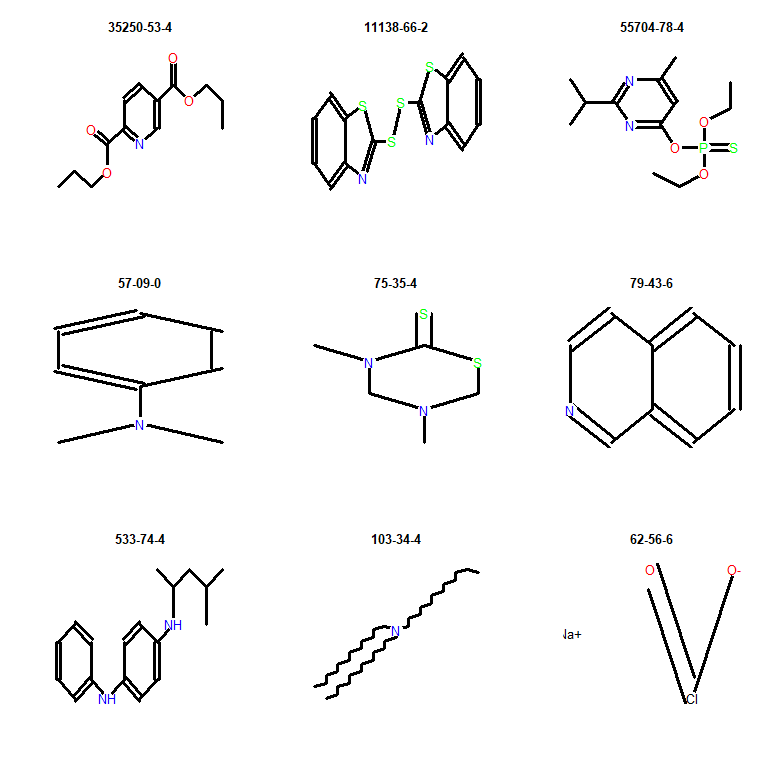 35250-53-4
11138-66-2
55704-78-4
O
O
O
O
N
S
S
S
S
N
N
N
N
O
O
P
S
O
57-09-0
75-35-4
79-43-6
N
S
N
S
N
N
533-74-4
103-34-4
62-56-6
NH
NH
N
O
O-
Na+
Cl